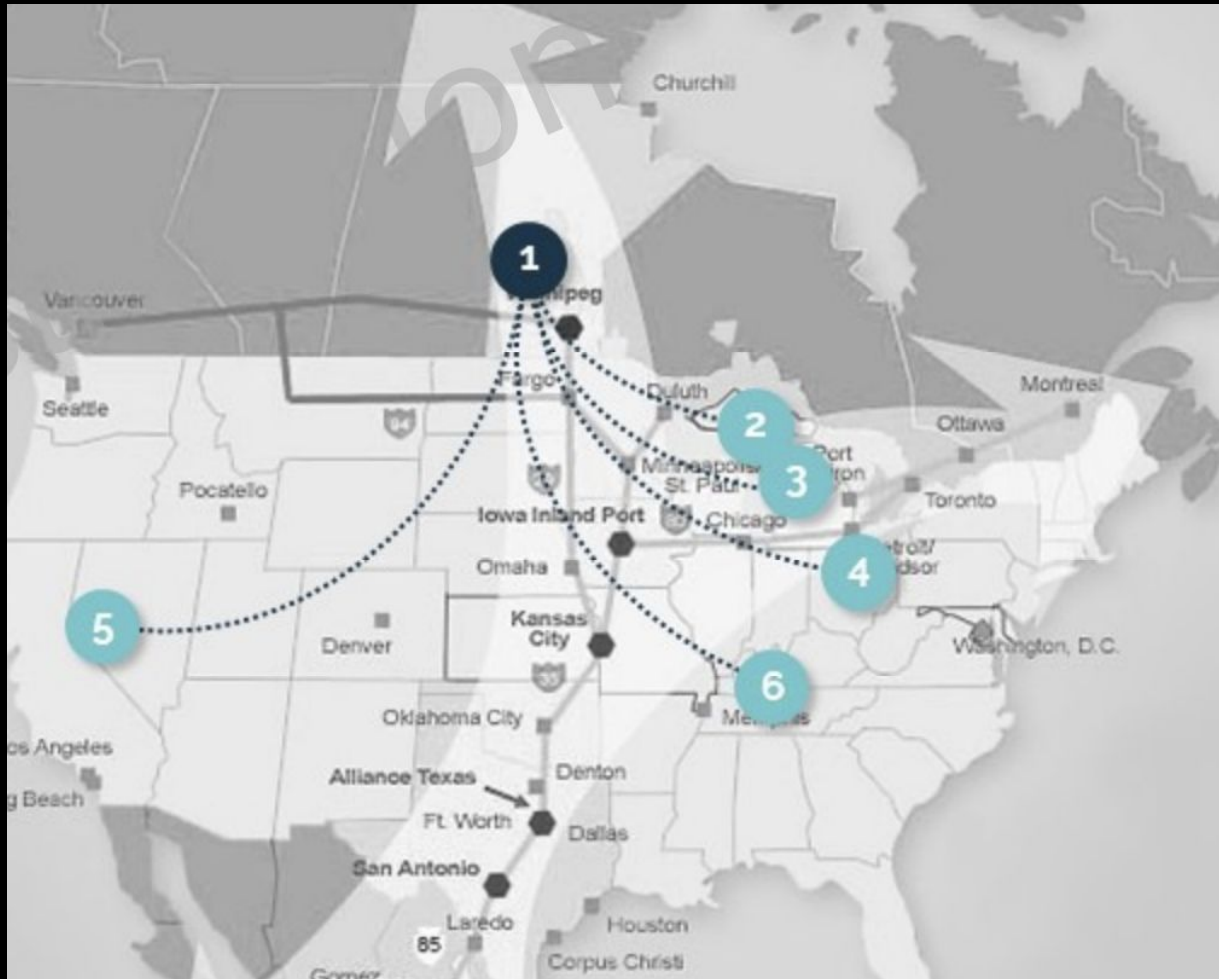 Churchill
1
Vancouver
Fargo
Seattle
Duluth
Montreal
Ottawa
2
94
Pocatello
Minneapolis/
St. Paul
3
Toronto
Iowa Inland Port
Chicago
Omaha
4
Kansas
City
5
Denver
Washington, D.C.
35
6
Oklahoma City
Alliance Texas
Denton
Ft. Worth
Dallas
San Antonio
Laredo
85
Houston
Corpus Christi